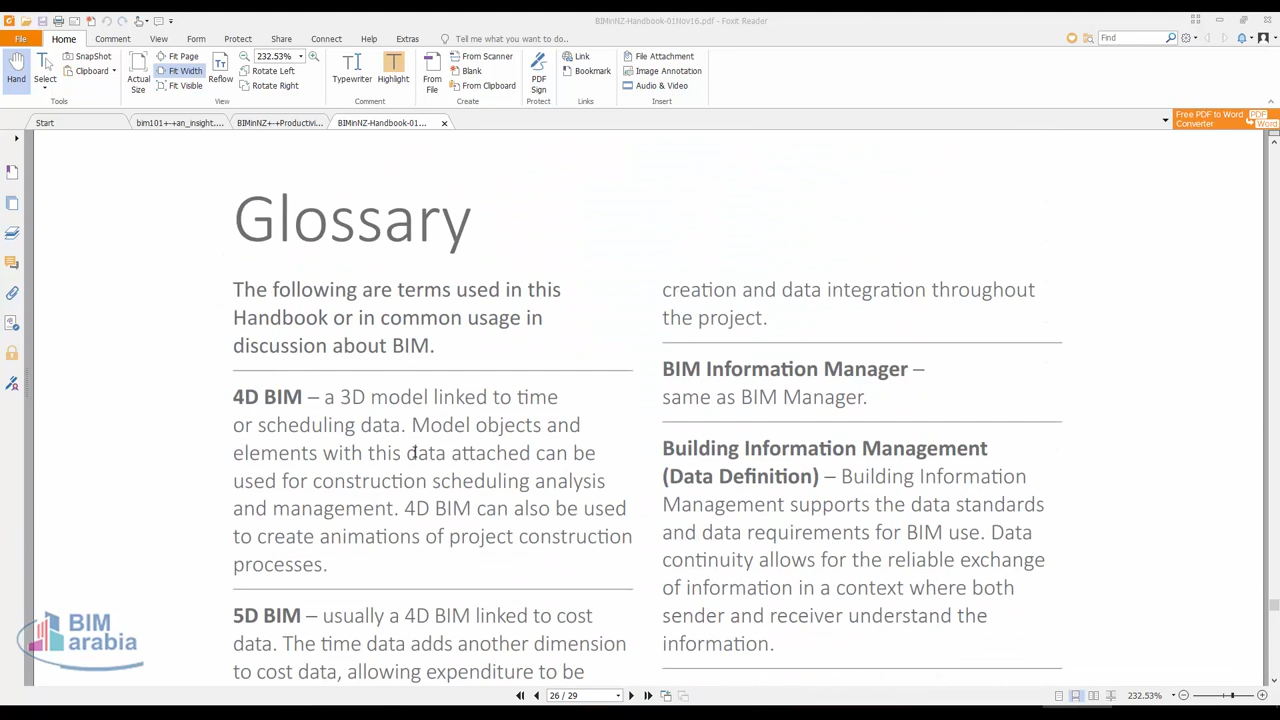 BIMinNZ-Handbook-01Nov16.pdf - Foxit Reader
File Home Comment View Form Protect Share Connect Help Extras Tell me what you want to do.. Find
Hand
Select
SnapShot
Clipboard
Tools
Actual Size
Fit Page
Fit Width
Fit Visible
Reflow
232.53%
Rotate Left
Rotate Right
View
Typewriter
Highlight
Comment
From File
From Scanner
Blank
From Clipboard
Create
PDF Sign
Protect
Link
Bookmark
Links
File Attachment
Image Annotation
Audio & Video
Insert
Start bim101+-+an_insight.... BIMinNZ+-+Productivi... BIMinNZ-Handbook-01...
Free PDF to Word Converter
PDF
Word
Glossary
The following are terms used in this
Handbook or in common usage in
discussion about BIM.
4D BIM – a 3D model linked to time
or scheduling data. Model objects and
elements with this data attached can be
used for construction scheduling analysis
and management. 4D BIM can also be used
to create animations of project construction
processes.
5D BIM – usually a 4D BIM linked to cost
data. The time data adds another dimension
to cost data, allowing expenditure to be
creation and data integration throughout
the project.
BIM Information Manager –
same as BIM Manager.
Building Information Management
(Data Definition) – Building Information
Management supports the data standards
and data requirements for BIM use. Data
continuity allows for the reliable exchange
of information in a context where both
sender and receiver understand the
information.
BIM
arabia
26 / 29
232.53%